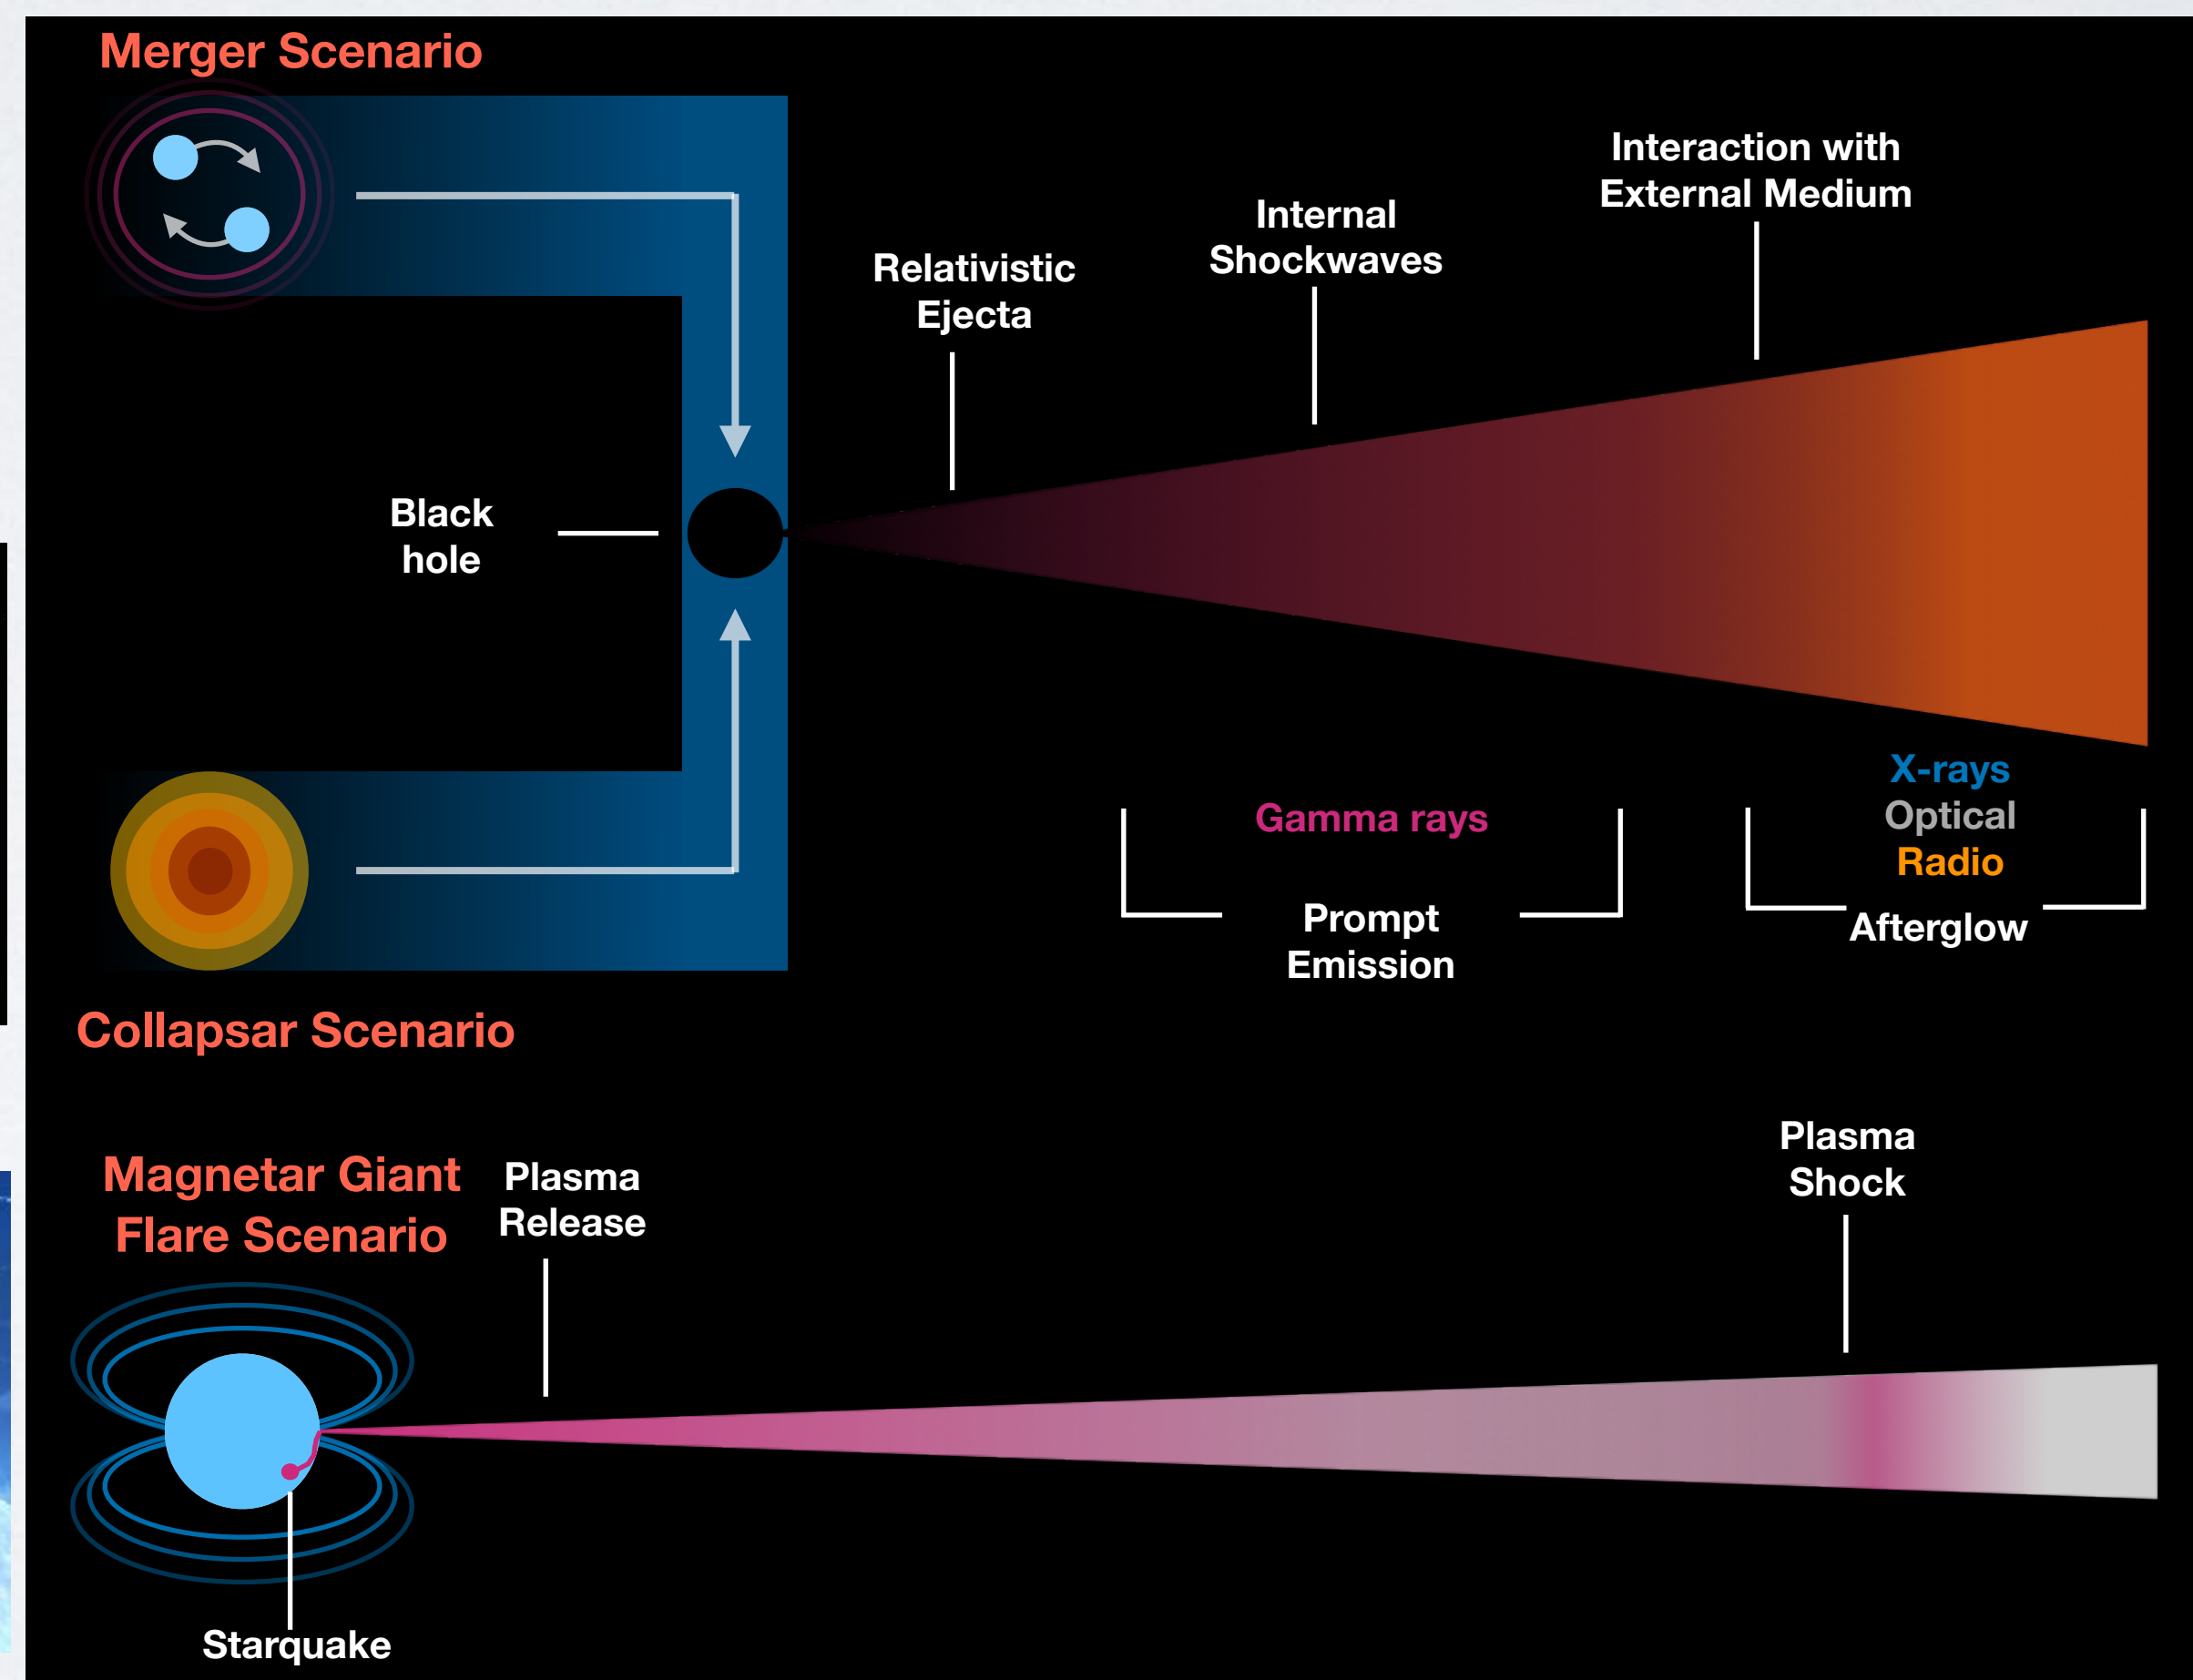 Merger Scenario
Interaction with
External Medium
Internal
Shockwaves
Relativistic
Ejecta
Black
hole
X-rays
Optical
Radio
Gamma rays
Prompt
Emission
Afterglow
Collapsar Scenario
Magnetar Giant
Flare Scenario
Plasma
Release
Plasma
Shock
Starquake